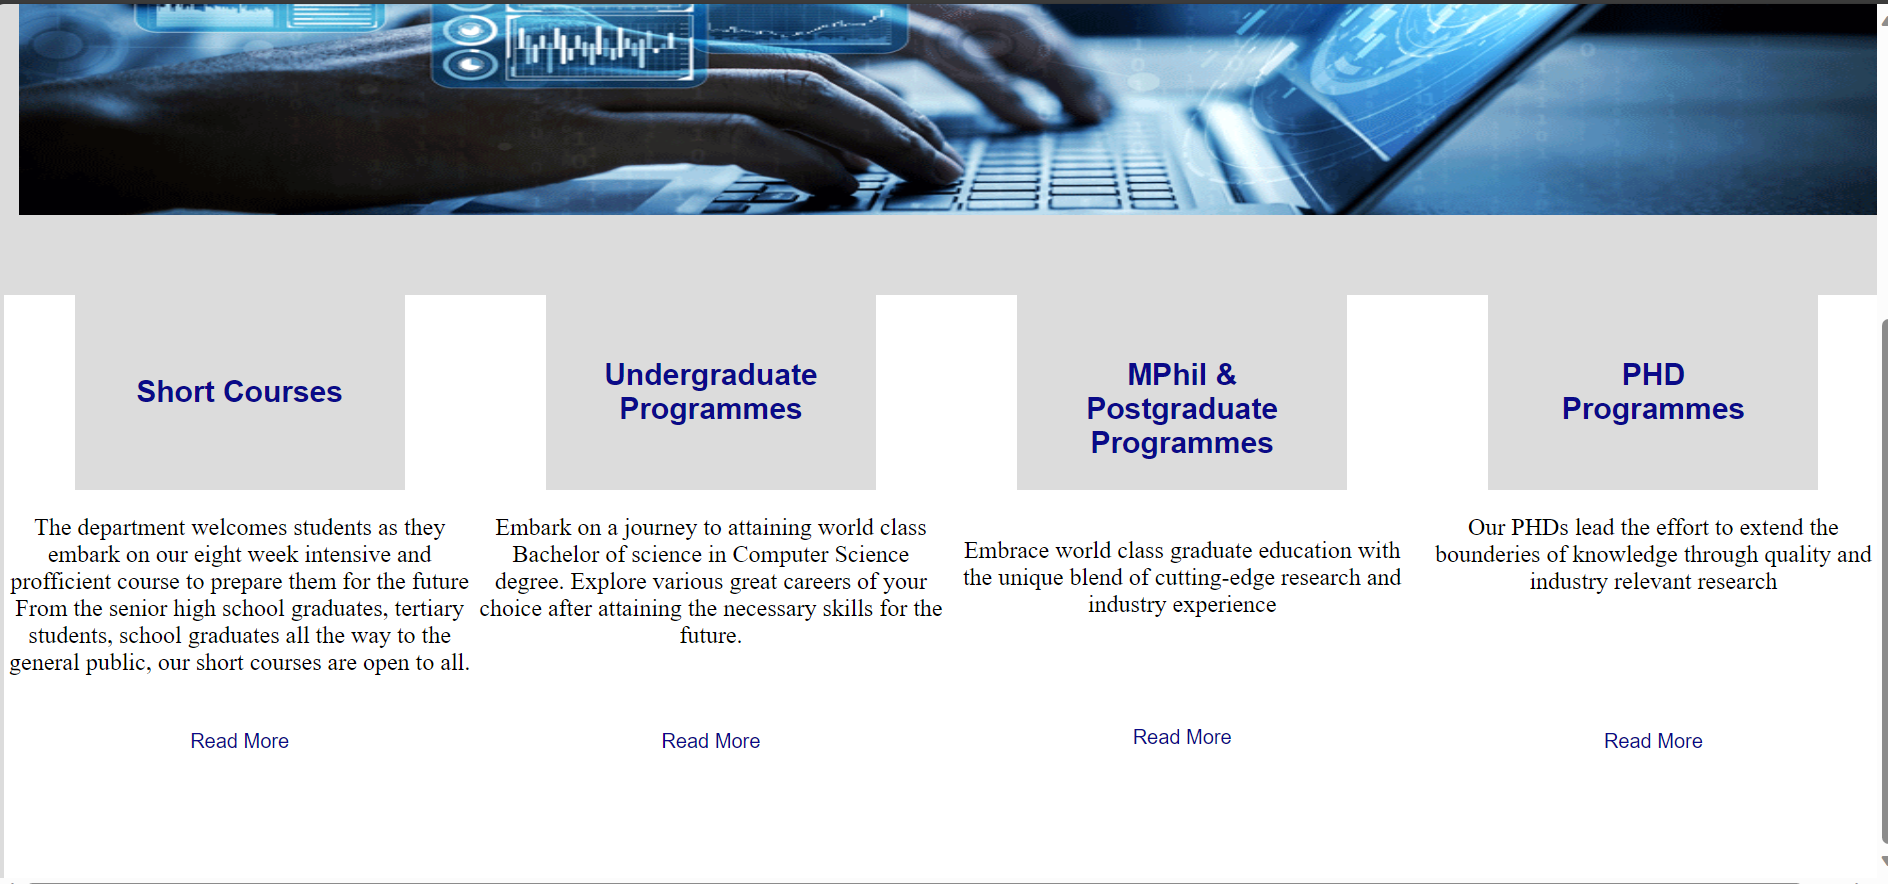 Short Courses
Undergraduate
Programmes
MPhil &
Postgraduate
Programmes
PHD
Programmes
The department welcomes students as they
embark on our eight week intensive and
profficient course to prepare them for the future
From the senior high school graduates, tertiary
students, school graduates all the way to the
general public, our short courses are open to all.
Embark on a journey to attaining world class
Bachelor of science in Computer Science
degree. Explore various great careers of your
choice after attaining the necessary skills for the
future.
Embrace world class graduate education with
the unique blend of cutting-edge research and
industry experience
Our PHDs lead the effort to extend the
bounderies of knowledge through quality and
industry relevant research
Read More
Read More
Read More
Read More